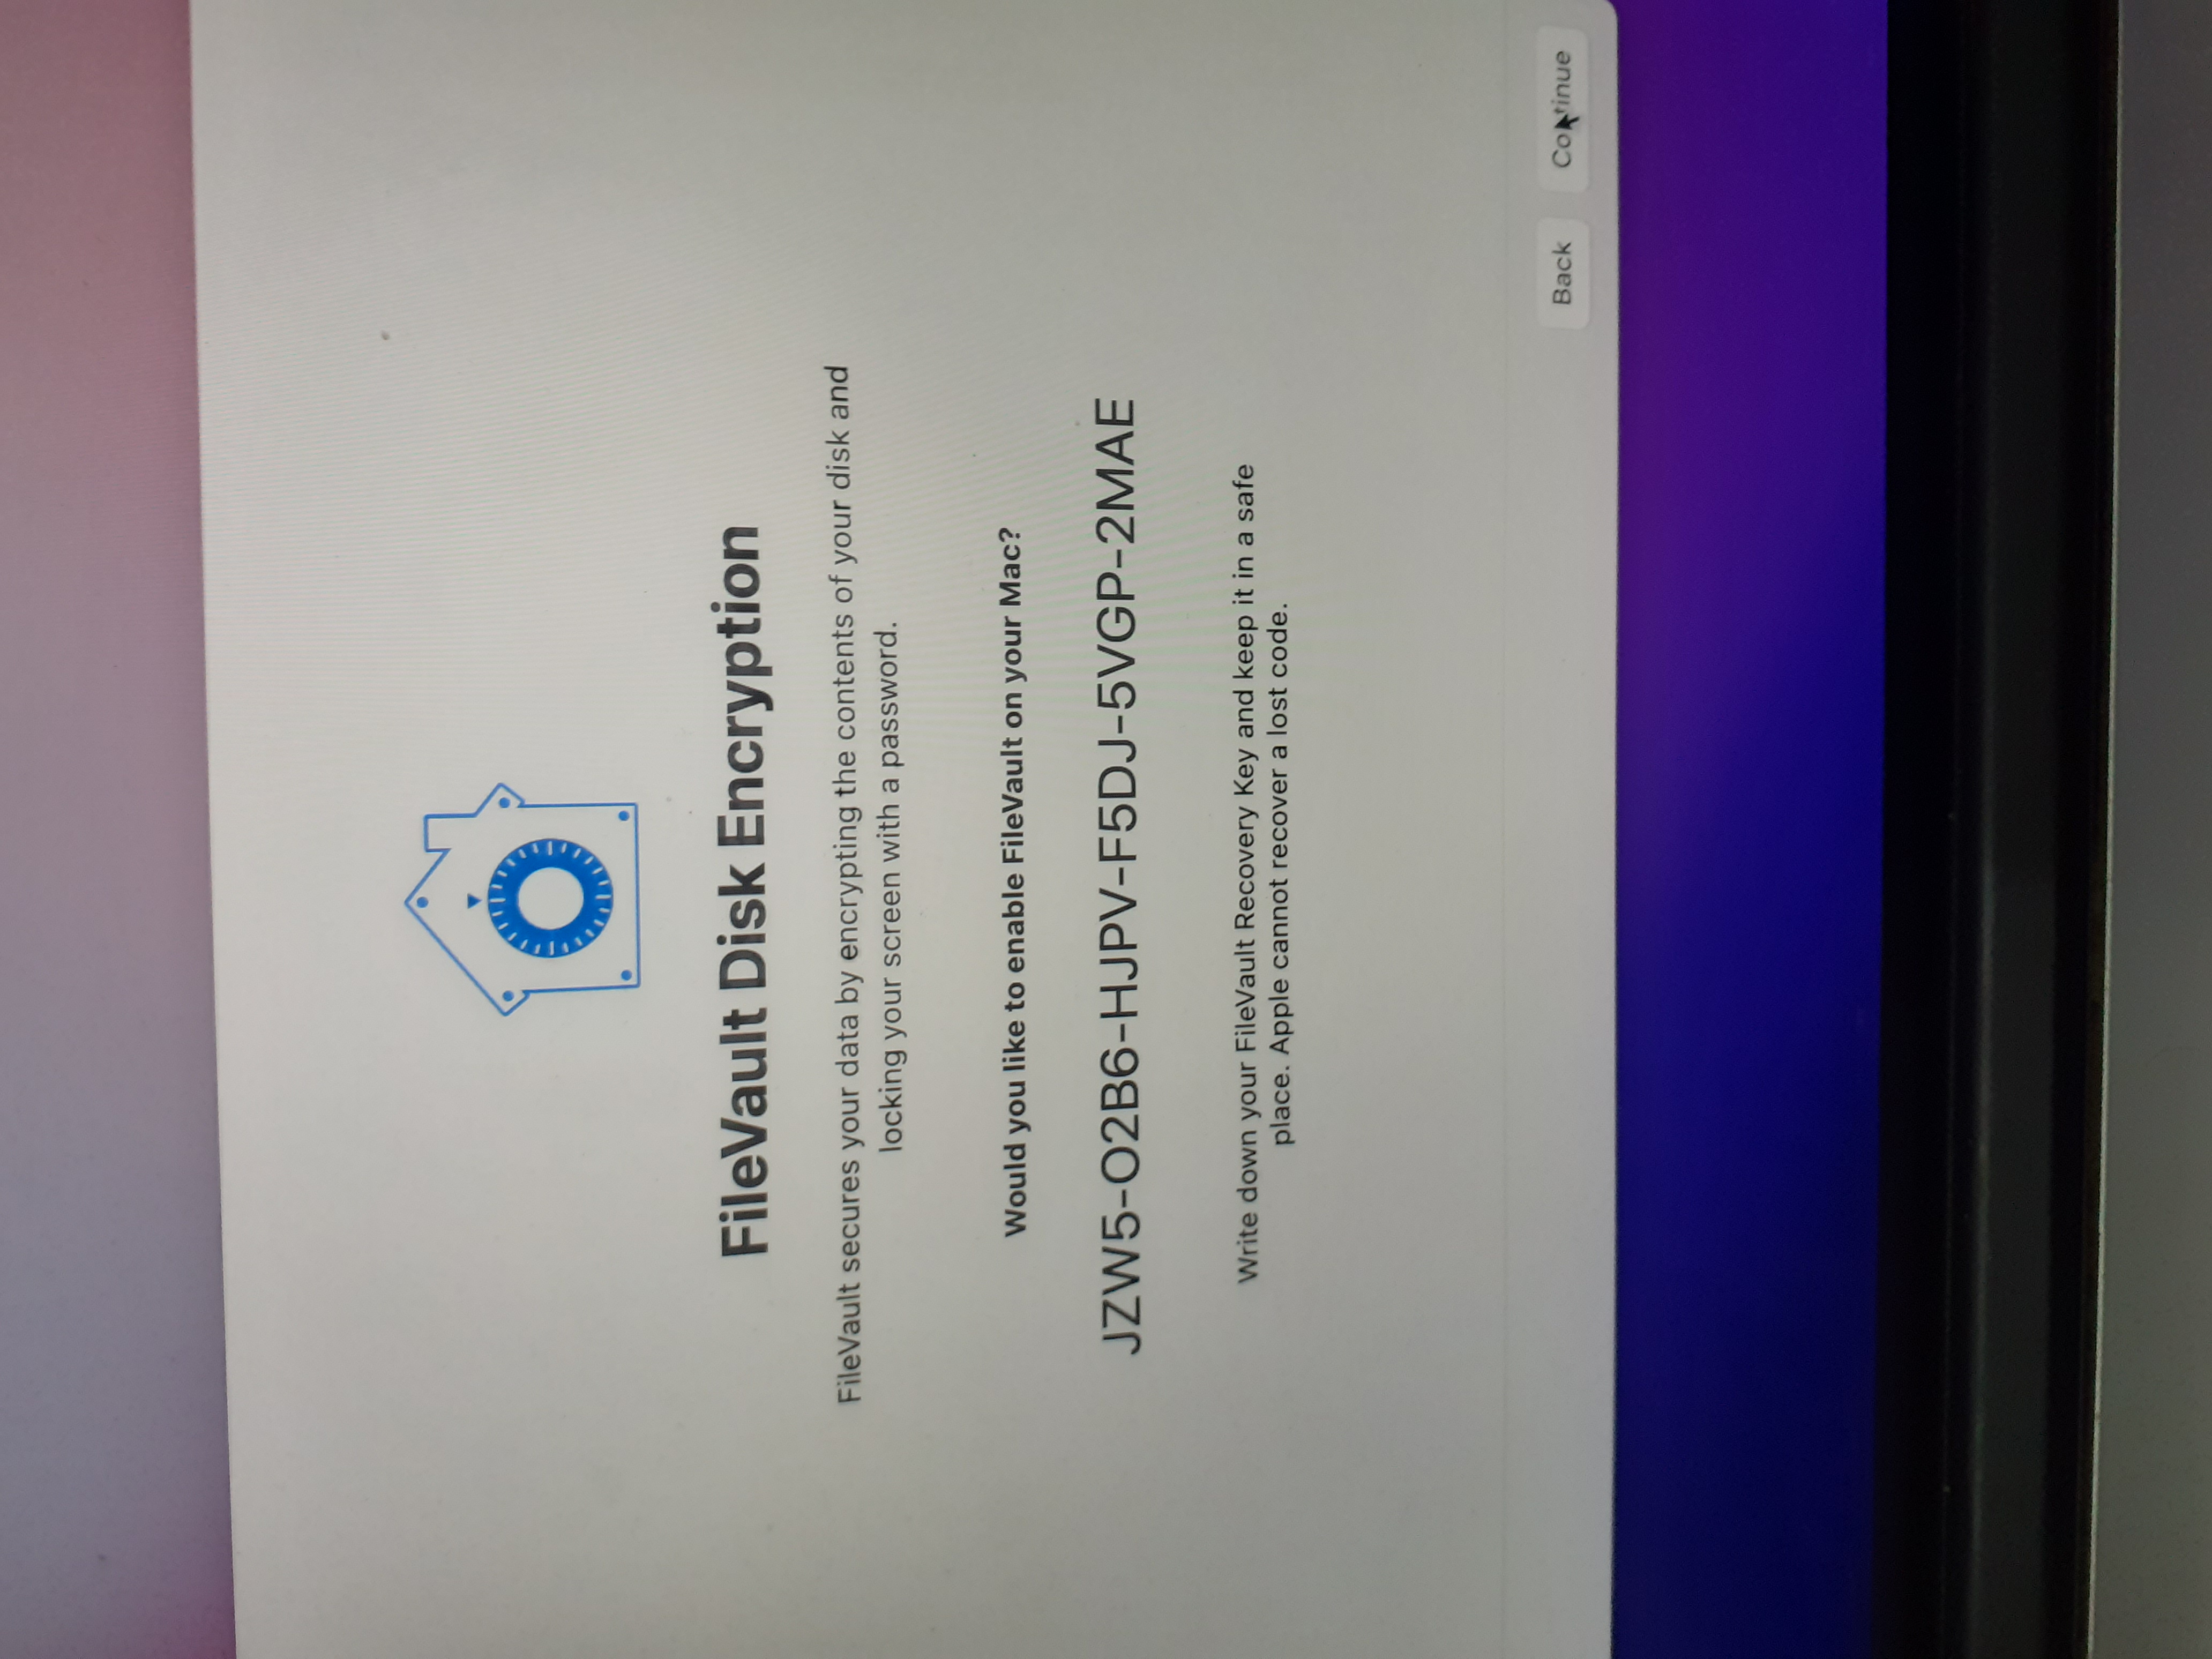 FileVault Disk Encryption
FileVault secures your data by encrypting the contents of your disk and
locking your screen with a password.
Would you like to enable FileVault on your Mac?
JZW5-O2B6-HJPV-F5DJ-5VGP-2MAE
Write down your FileVault Recovery Key and keep it in a safe
place. Apple cannot recover a lost code.
Back
Continue